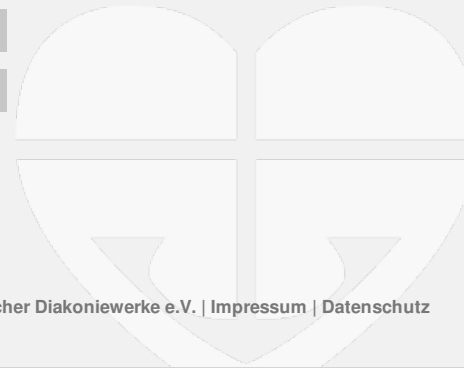 cher Diakoniewerke e.V. | Impressum | Datenschutz